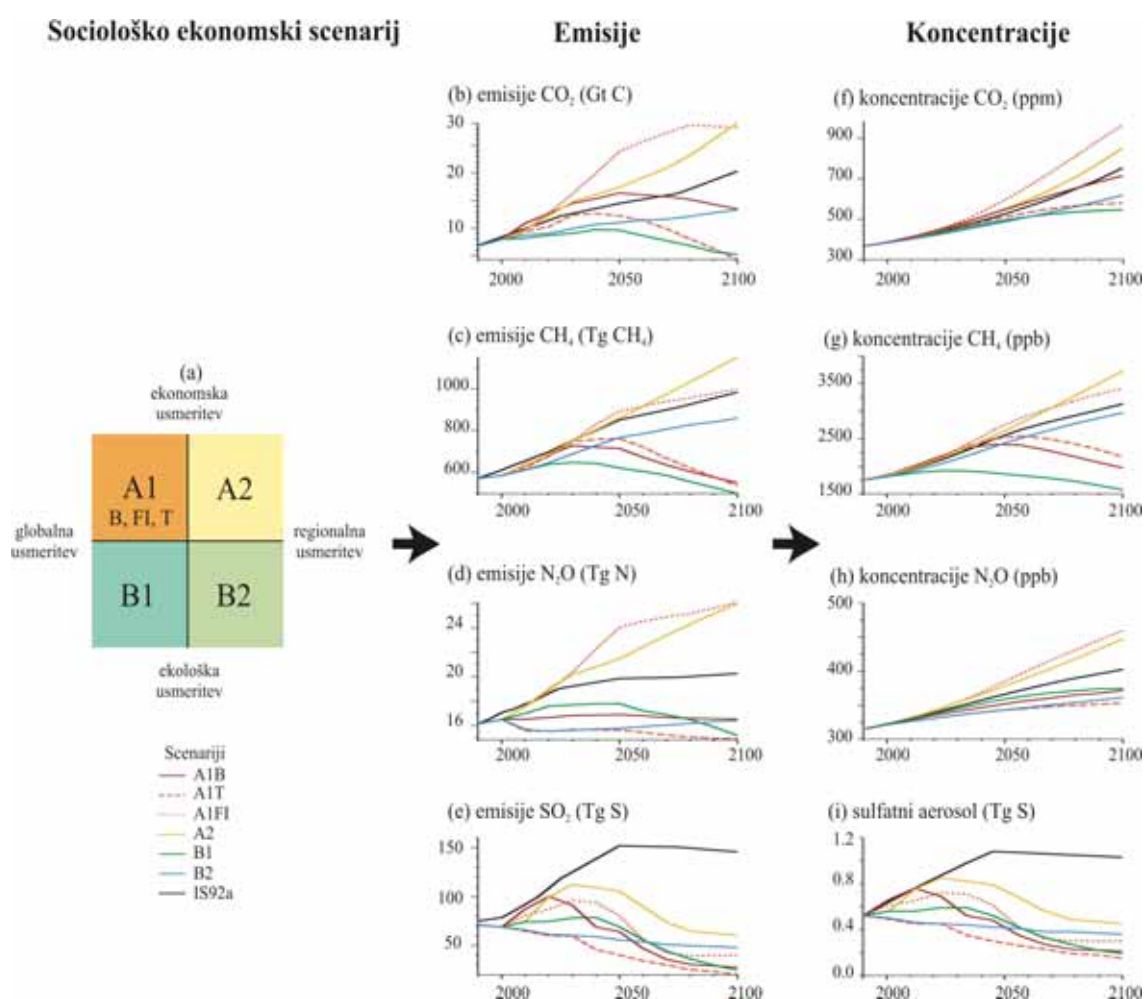 Sociološko ekonomski scenarij
Emisije
Koncentracije
(b) emisije CO₂ (Gt C)
30
20
10
2000 2050 2100
(f) koncentracije CO₂ (ppm)
900
700
500
300
2000 2050 2100
(c) emisije CH₄ (Tg CH₄)
1000
800
600
2000 2050 2100
(g) koncentracije CH₄ (ppb)
3500
2500
1500
2000 2050 2100
(a)
ekonomska
usmeritev
A1
B, FI, T
A2
globalna
usmeritev
regionalna
usmeritev
B1
B2
ekološka
usmeritev
(d) emisije N₂O (Tg N)
24
20
16
2000 2050 2100
(h) koncentracije N₂O (ppb)
500
400
300
2000 2050 2100
Scenariji
A1B
A1T
A1FI
A2
B1
B2
IS92a
(e) emisije SO₂ (Tg S)
150
100
50
2000 2050 2100
(i) sulfatni aerosol (Tg S)
1.2
0.8
0.4
0.0
2000 2050 2100